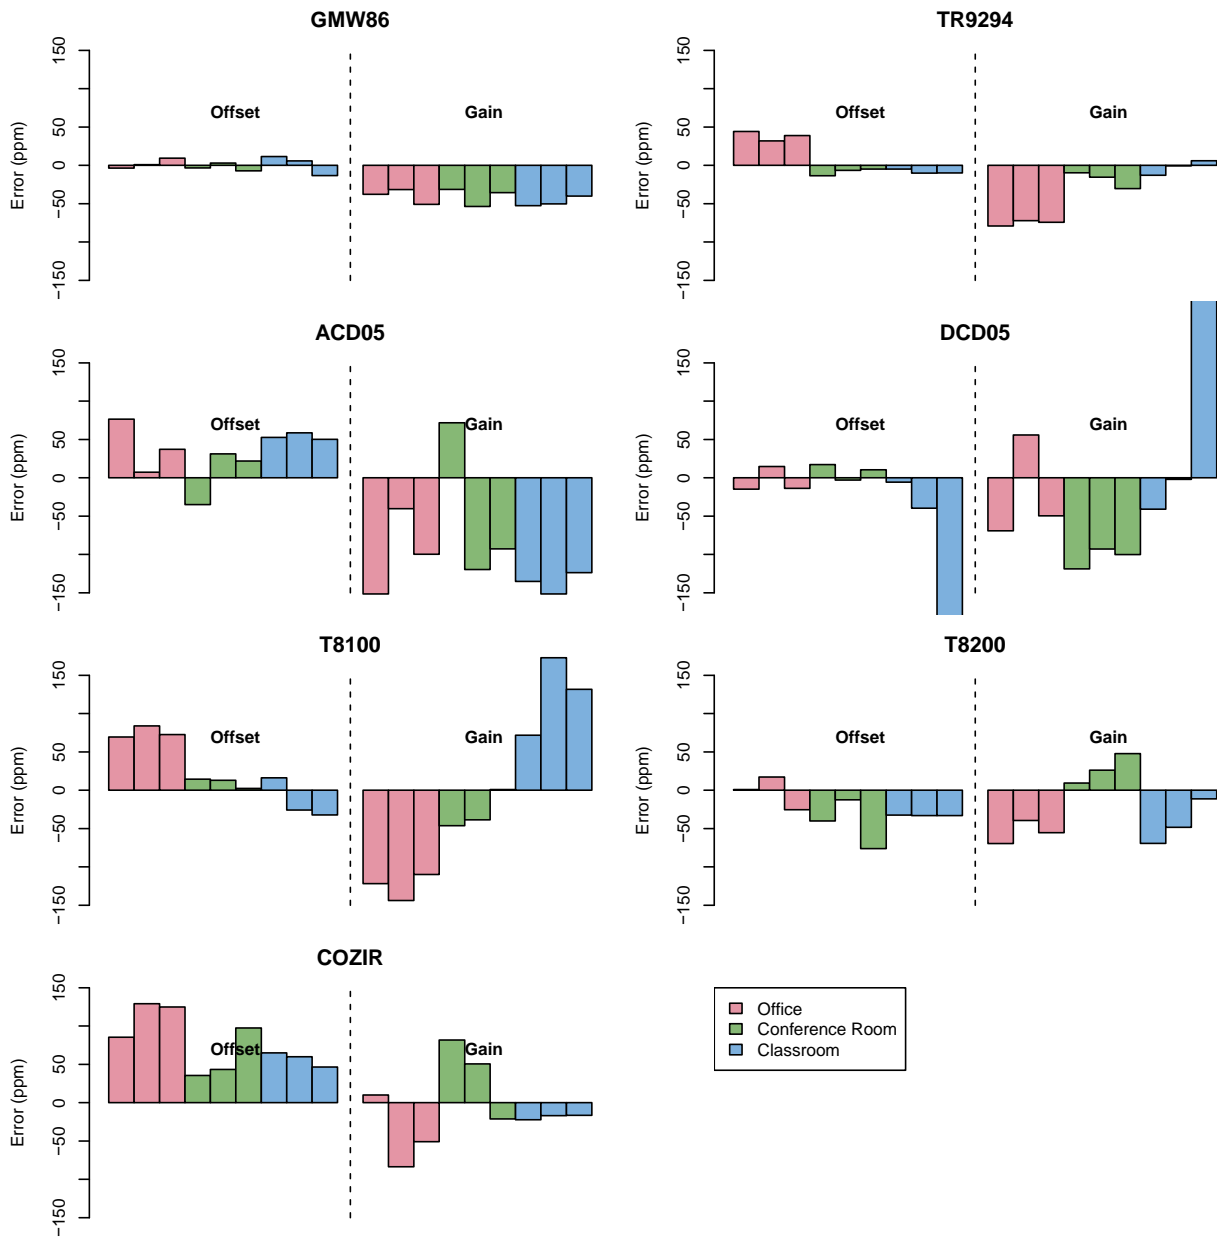 GMW86
Error (ppm)
150
50
0
−50
−150
Offset
Gain
TR9294
Error (ppm)
150
50
0
−50
−150
Offset
Gain
ACD05
Error (ppm)
150
50
0
−50
−150
Offset
Gain
DCD05
Error (ppm)
150
50
0
−50
−150
Offset
Gain
T8100
Error (ppm)
150
50
0
−50
−150
Offset
Gain
T8200
Error (ppm)
150
50
0
−50
−150
Offset
Gain
COZIR
Error (ppm)
150
50
0
−50
−150
Offset
Gain
Office
Conference Room
Classroom